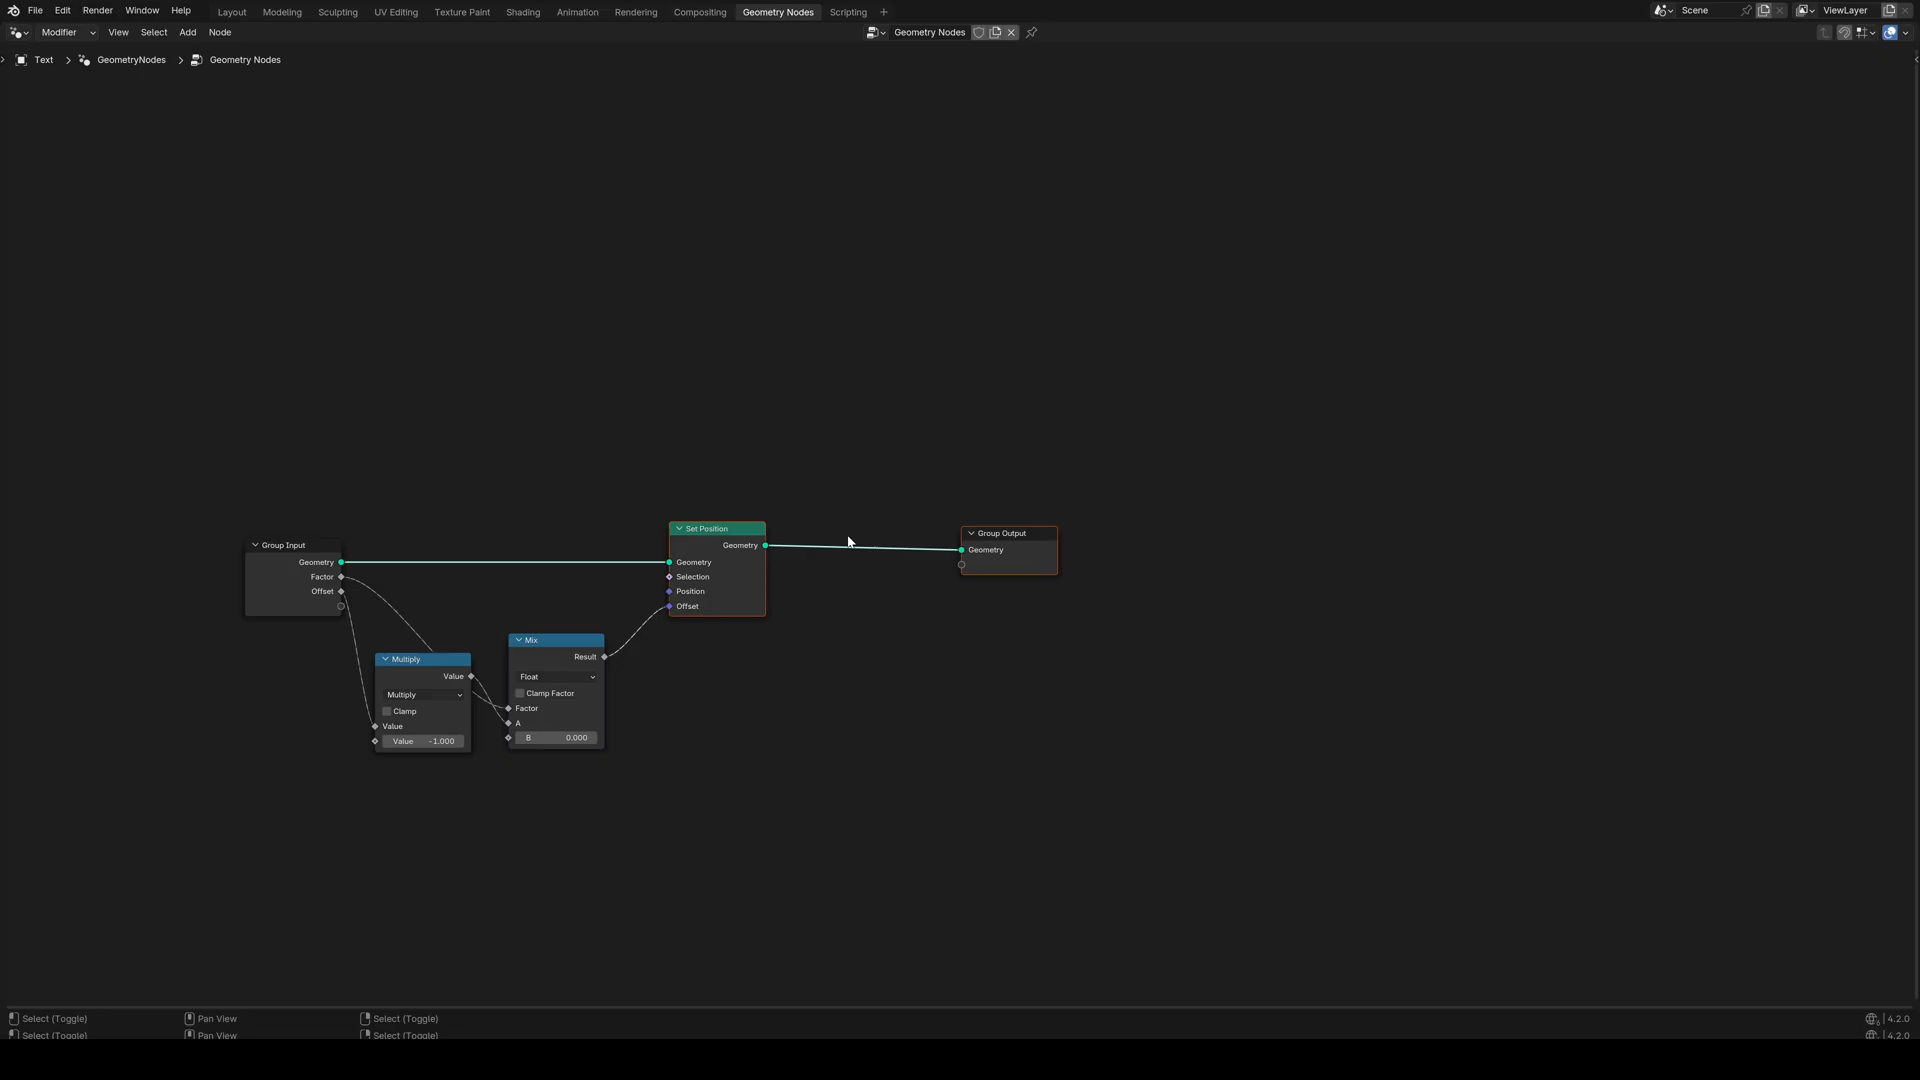 File Edit Render Window Help Layout Modeling Sculpting UV Editing Texture Paint Shading Animation Rendering Compositing Geometry Nodes Scripting + Scene ViewLayer
Modifier View Select Add Node Geometry Nodes
Text > GeometryNodes > Geometry Nodes
Group Input
Geometry
Factor
Offset
Multiply
Value
Multiply
Clamp
Value
Value -1.000
Mix
Result
Float
Clamp Factor
Factor
A
B 0.000
Set Position
Geometry
Geometry
Selection
Position
Offset
Group Output
Geometry
Select (Toggle) Pan View Select (Toggle) 4.2.0
Select (Toggle) Pan View Select (Toggle) 4.2.0